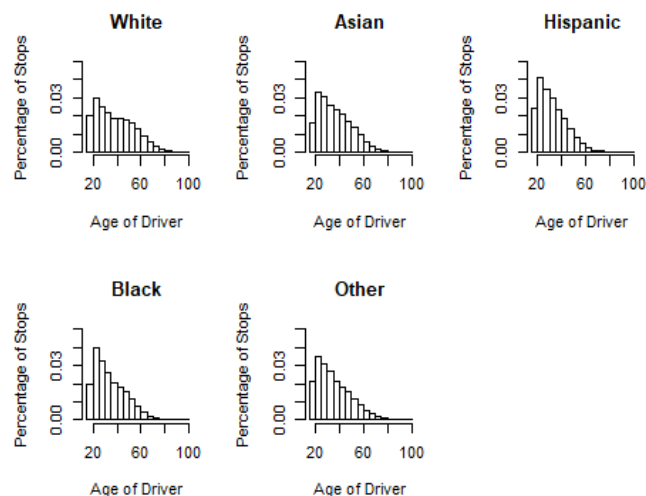 White
Percentage of Stops
0.00 0.03
20 60 100
Age of Driver
Asian
Percentage of Stops
0.00 0.03
20 60 100
Age of Driver
Hispanic
Percentage of Stops
0.00 0.03
20 60 100
Age of Driver
Black
Percentage of Stops
0.00 0.03
20 60 100
Age of Driver
Other
Percentage of Stops
0.00 0.03
20 60 100
Age of Driver